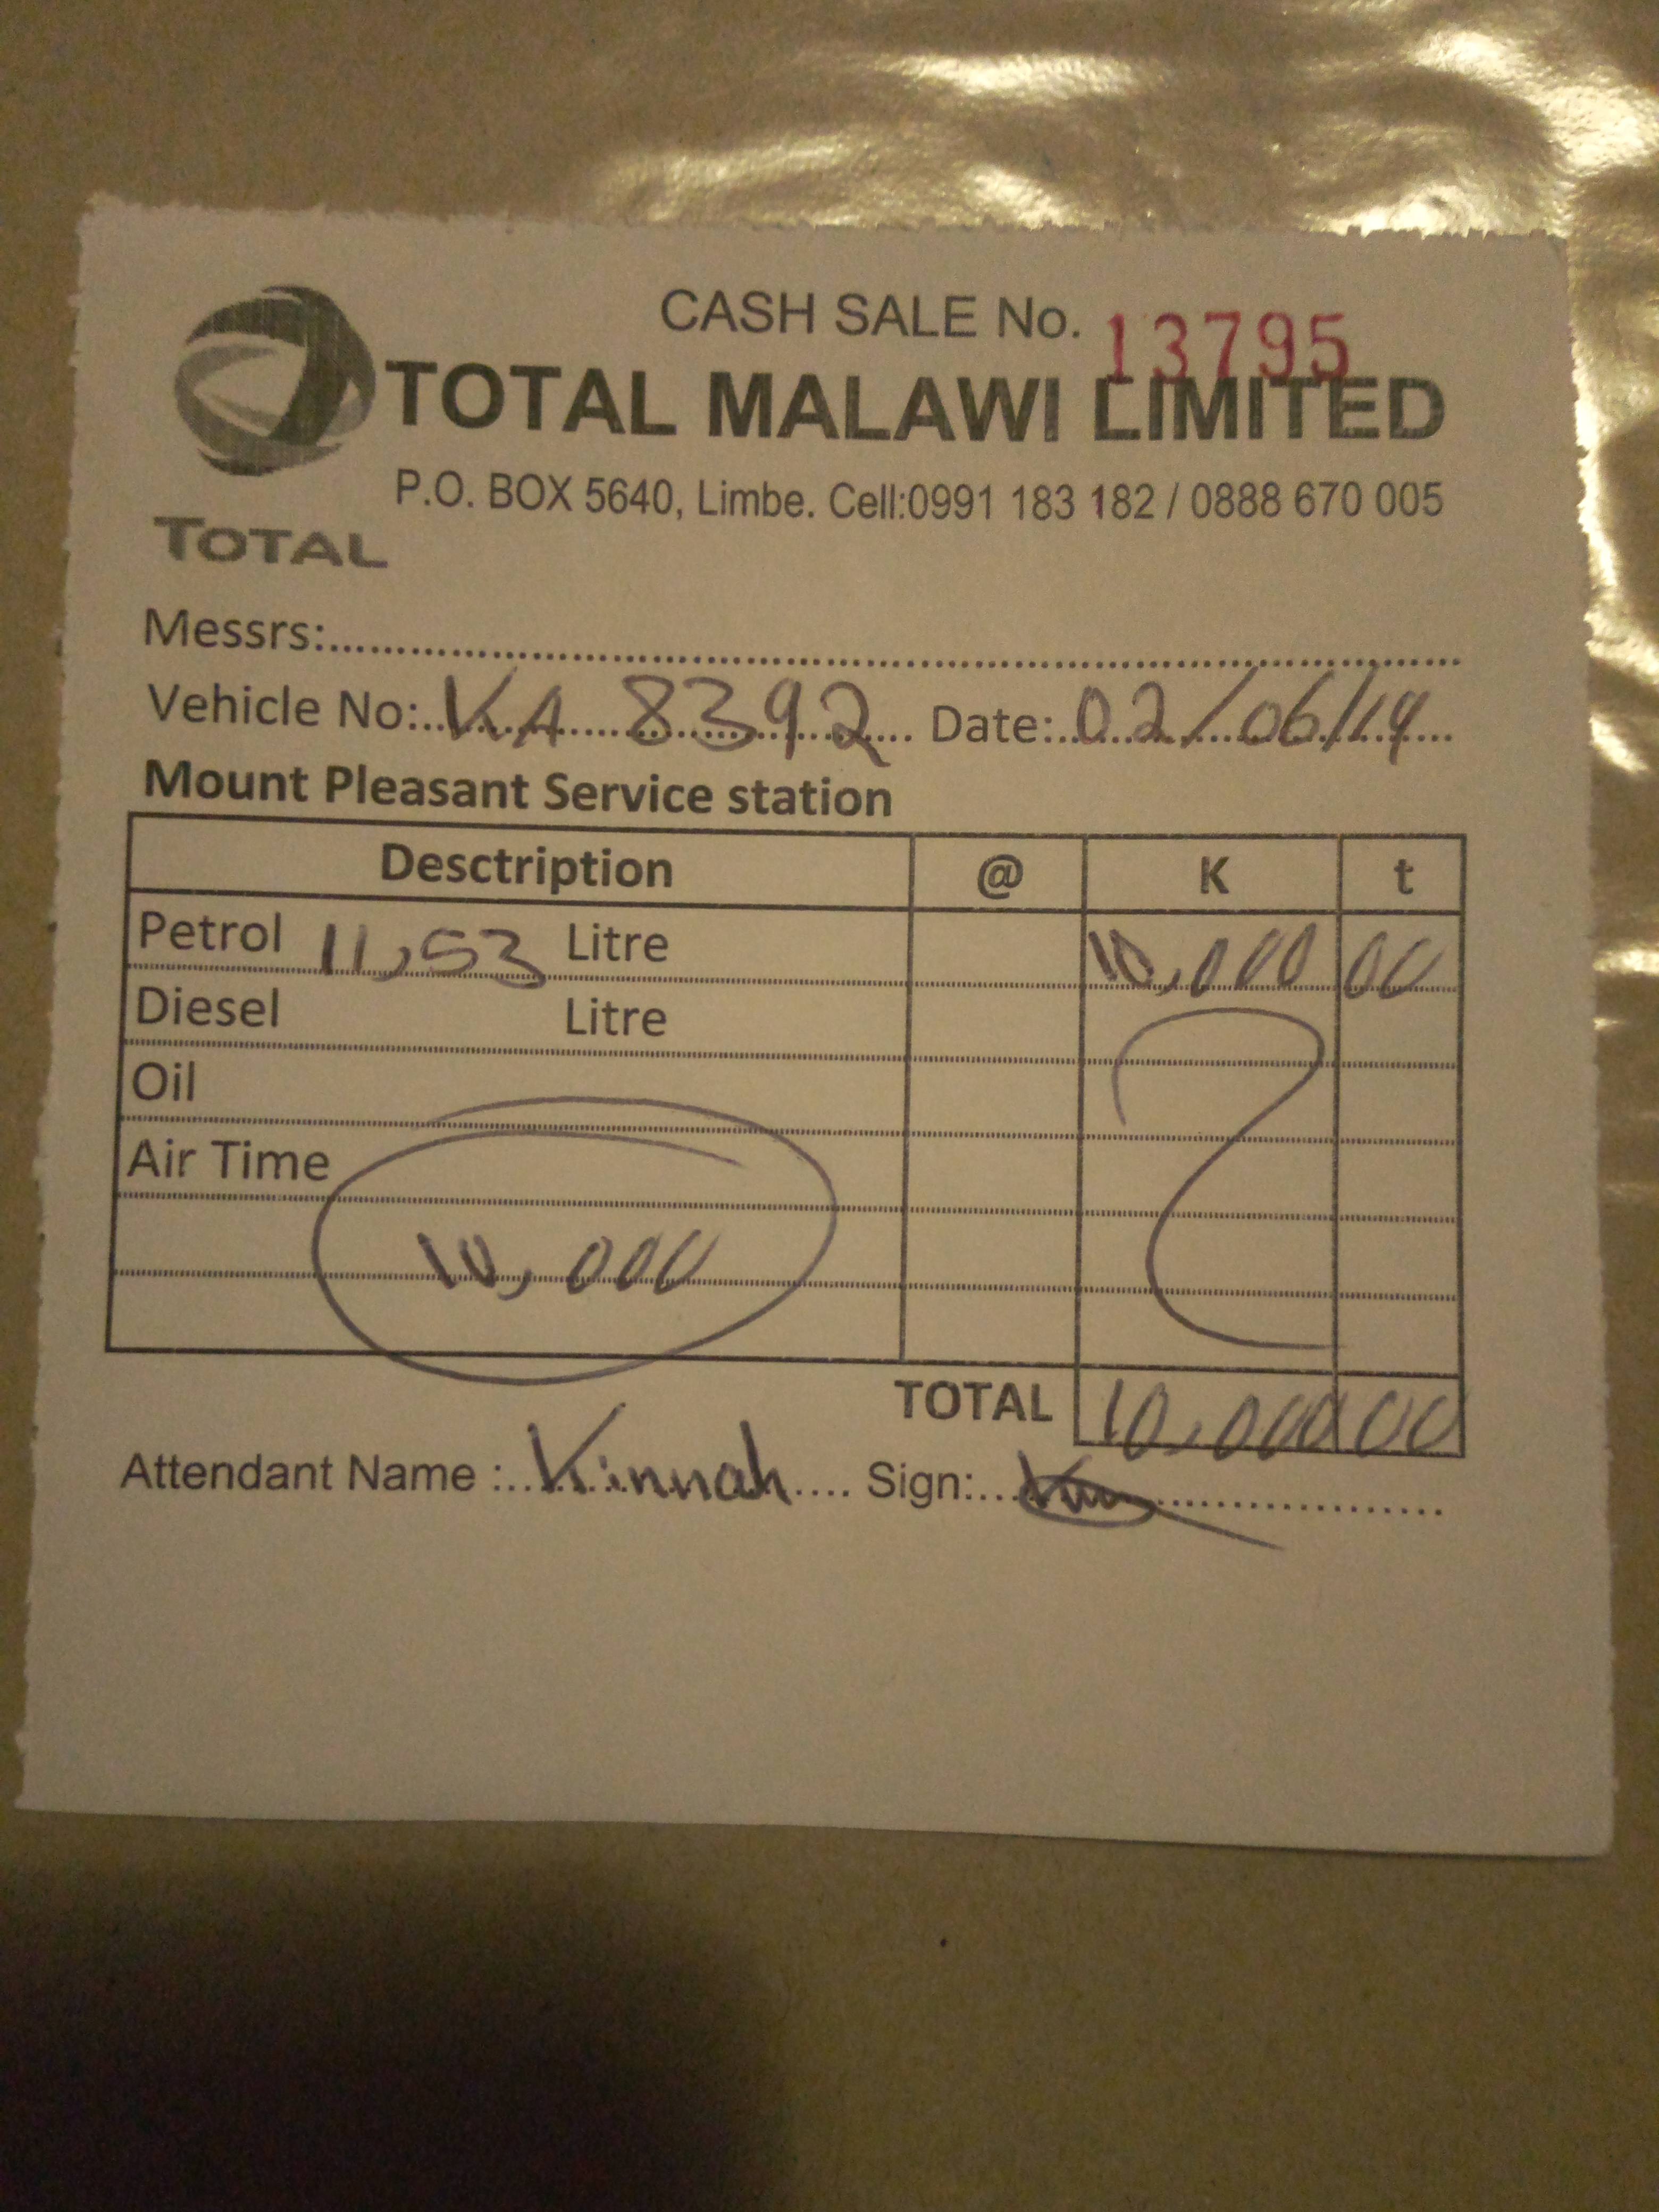 CASH SALE No. 13795
TOTAL MALAWI LIMITED
P.O. BOX 5640, Limbe. Cell:0991 183 182 / 0888 670 005
TOTAL
Messrs:
Vehicle No: KA 8392 Date: 02/06/19
Mount Pleasant Service station
Desctription @ K t
Petrol 11,53 Litre 10,000 00
Diesel Litre
Oil
Air Time
10,000
TOTAL 10,000 00
Attendant Name : Kinnah Sign: